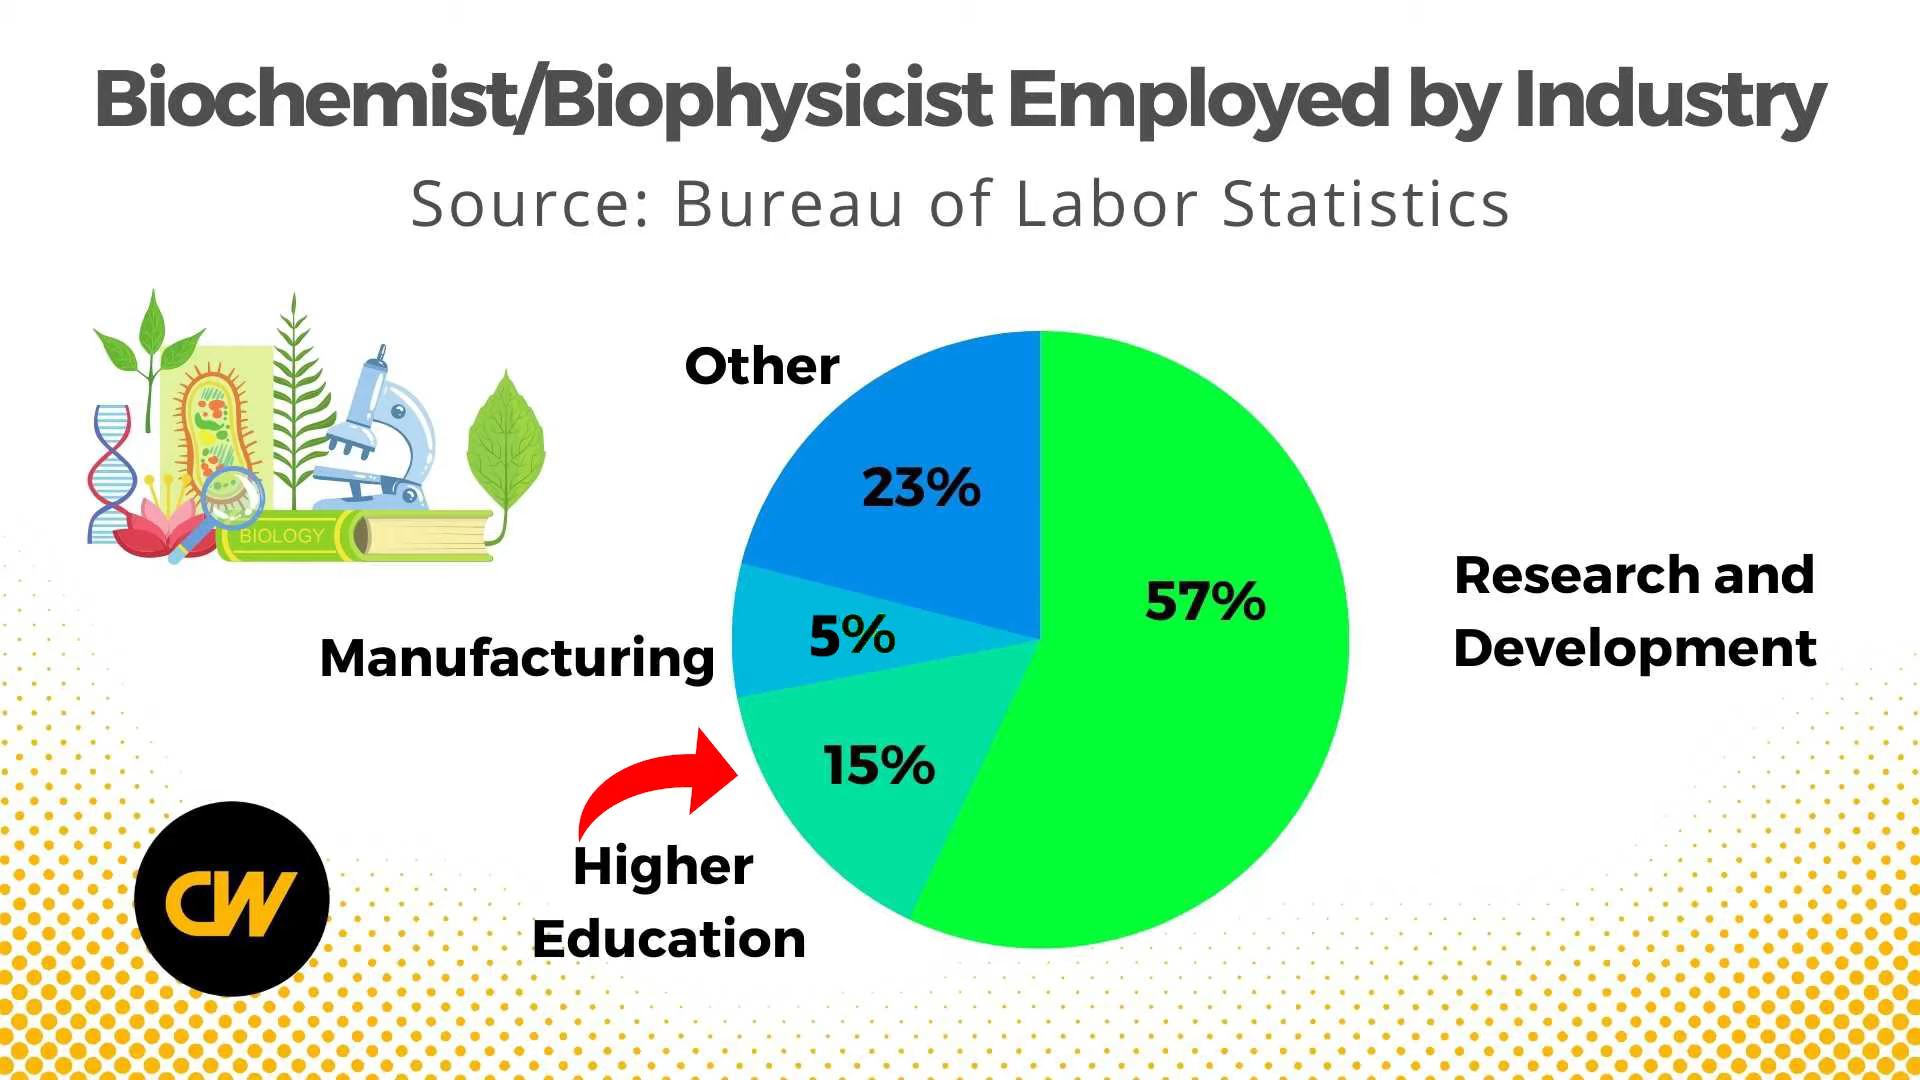 Biochemist/Biophysicist Employed by Industry
Source: Bureau of Labor Statistics
Other
23%
BIOLOGY
57%
Research and
Development
5%
Manufacturing
15%
Higher
Education
CW